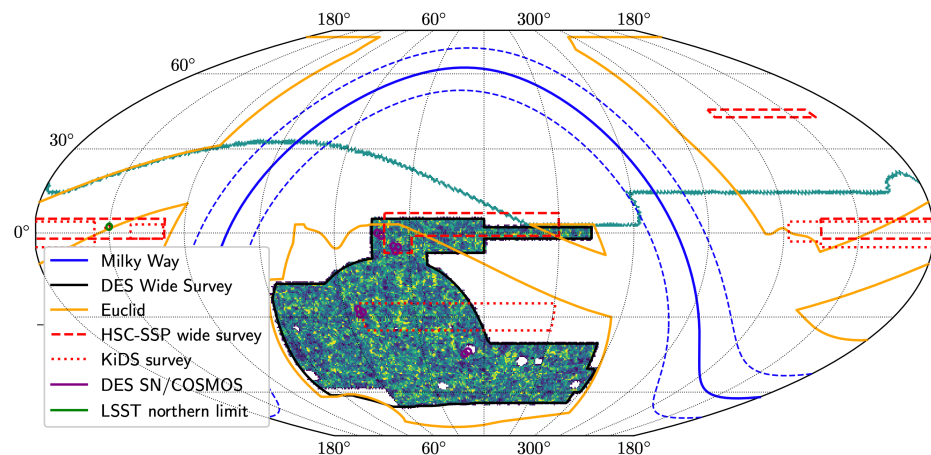 180° 60° 300° 180°
60°
30°
0°
Milky Way
DES Wide Survey
Euclid
HSC-SSP wide survey
KiDS survey
DES SN/COSMOS
LSST northern limit
180° 60° 300° 180°